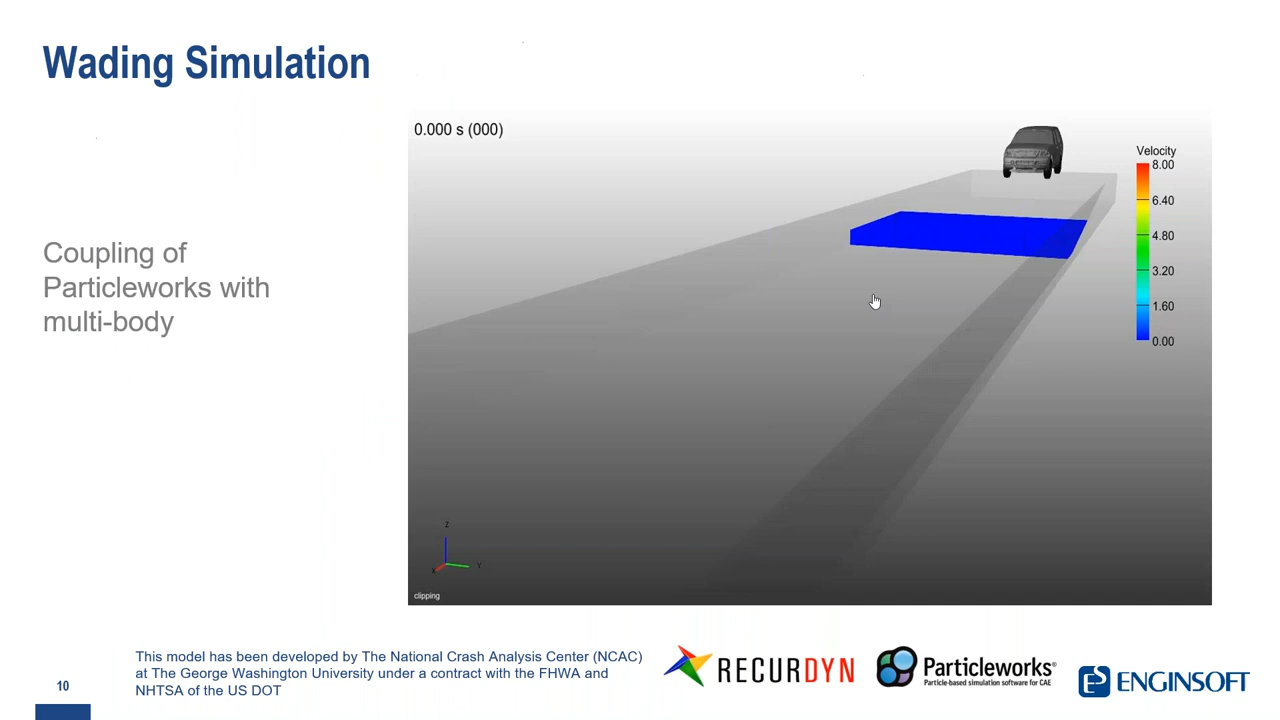 Wading Simulation
0.000 s (000)
Velocity
8.00
6.40
4.80
3.20
1.60
0.00
Coupling of
Particleworks with
multi-body
Z
X
Y
clipping
This model has been developed by The National Crash Analysis Center (NCAC)
at The George Washington University under a contract with the FHWA and
NHTSA of the US DOT
RECURDYN
Particleworks®
Particle-based simulation software for CAE
ENGINSOFT
10